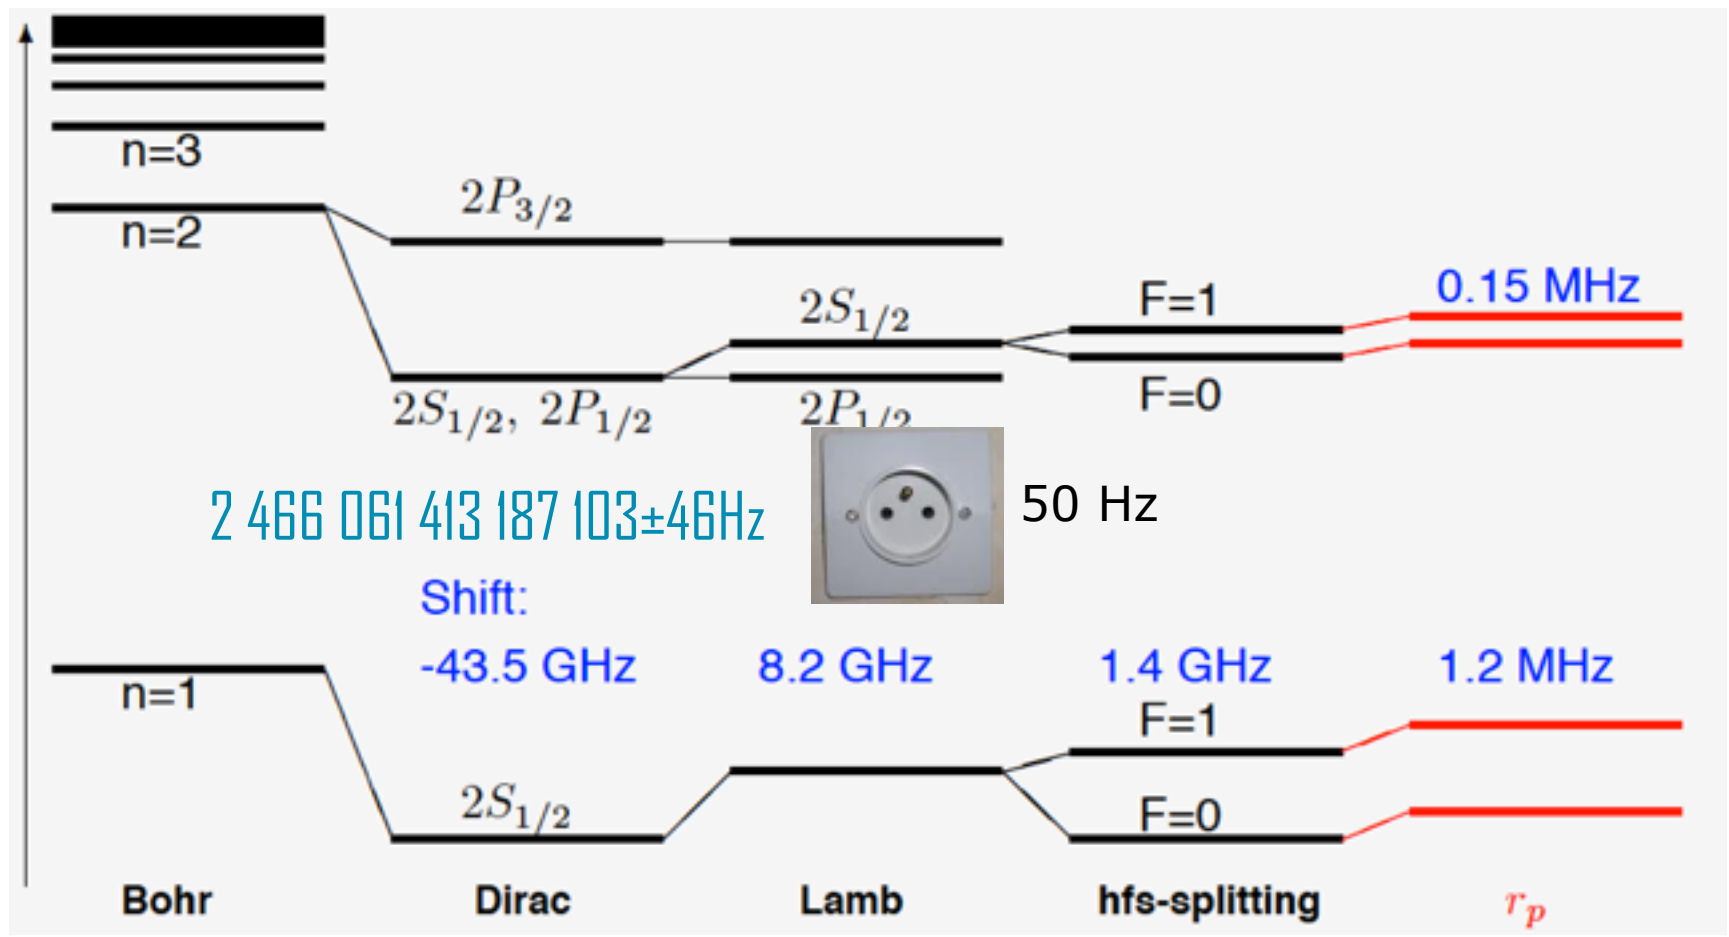 n=3
n=2
2P3/2
2S1/2
F=1
0.15 MHz
2S1/2, 2P1/2
2P1/2
F=0
2 466 061 413 187 103±46Hz
50 Hz
Shift:
-43.5 GHz
8.2 GHz
1.4 GHz
1.2 MHz
n=1
F=1
2S1/2
F=0
Bohr
Dirac
Lamb
hfs-splitting
rp